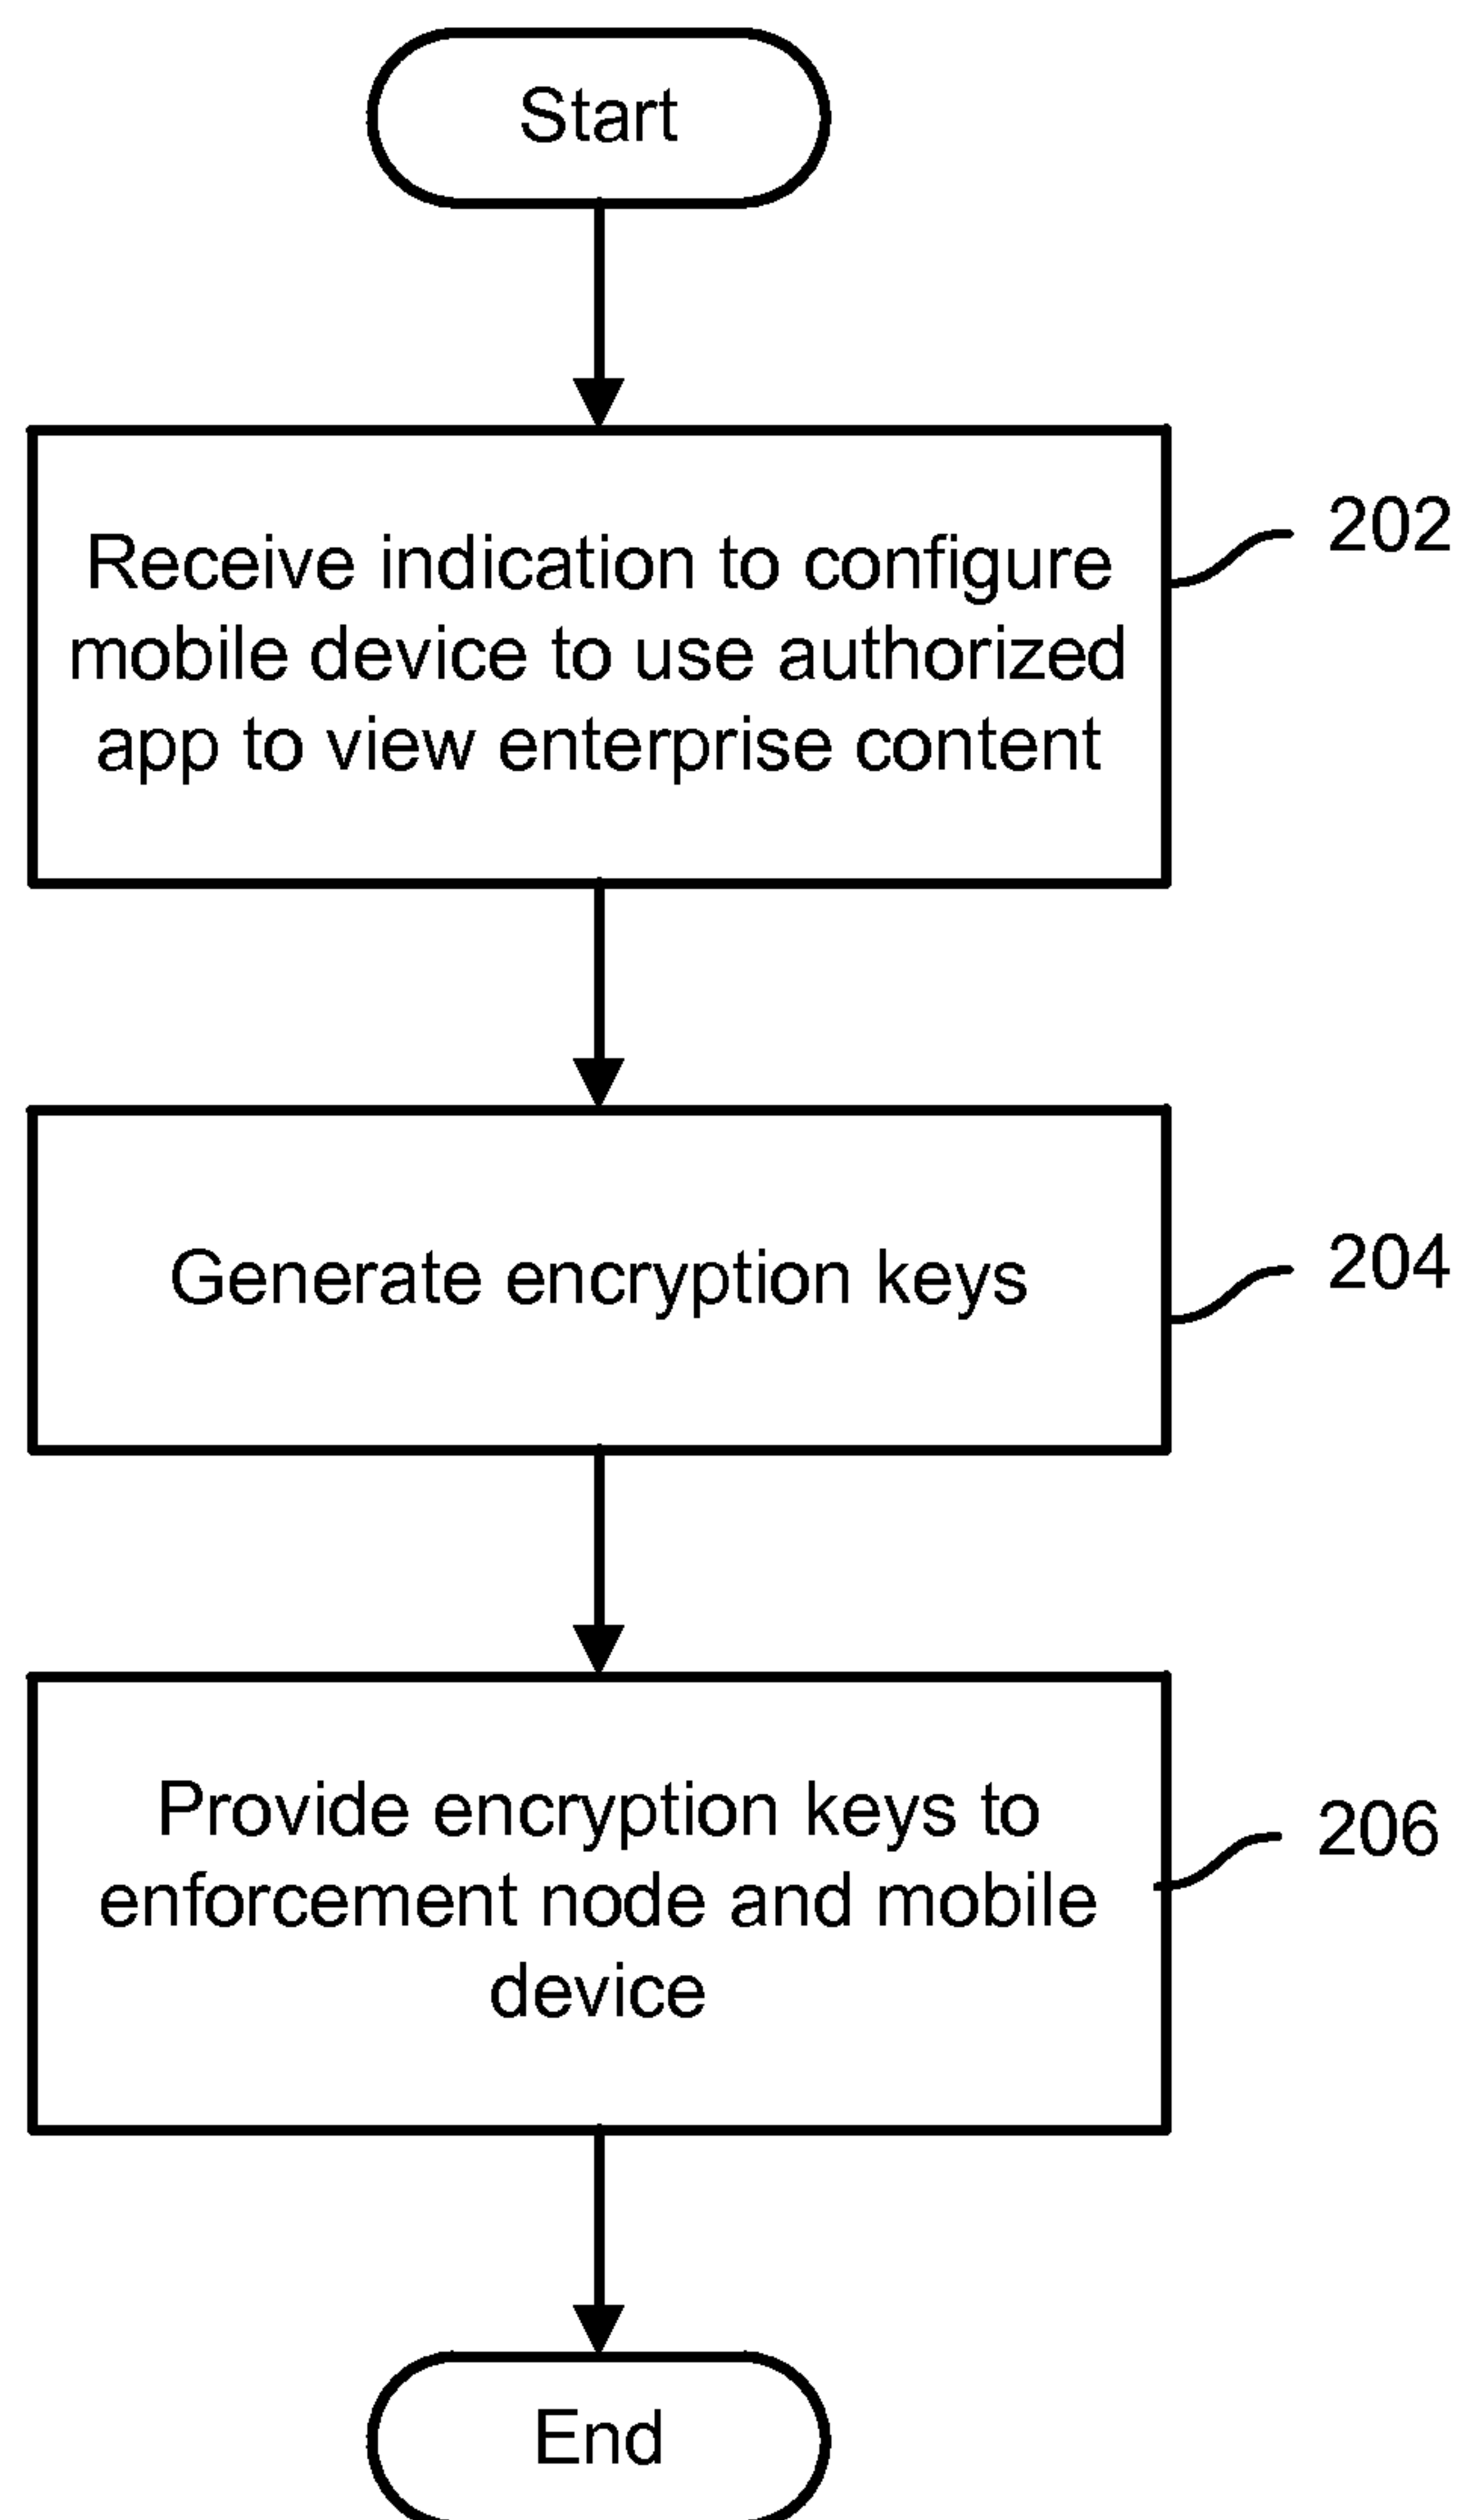 Start
Receive indication to configure
202
mobile device to use authorized
app to view enterprise content
Generate encryption keys
204
Provide encryption keys to
206
enforcement node and mobile
device
End